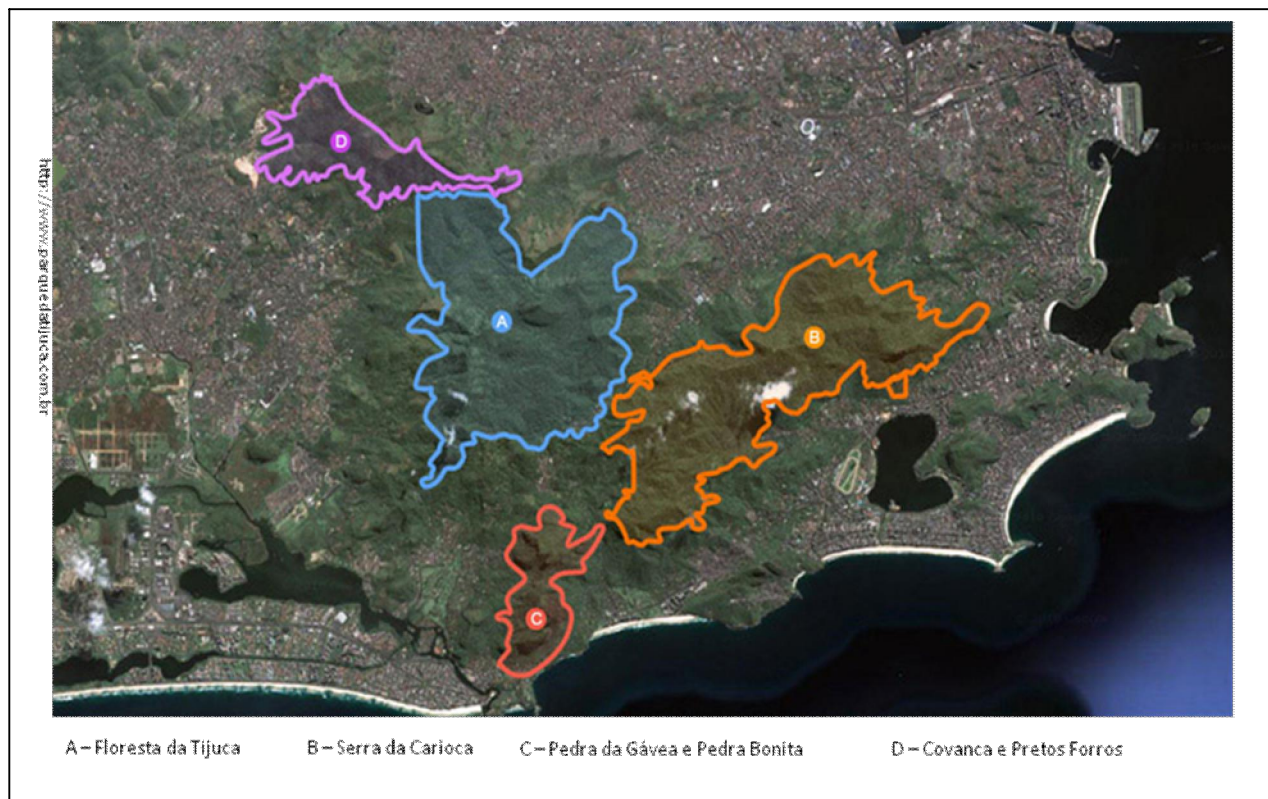 D
A
B
C
http://www.parquedatijuca.com.br
A – Floresta da Tijuca B – Serra da Carioca C – Pedra da Gávea e Pedra Bonita D – Covanca e Pretos Forros